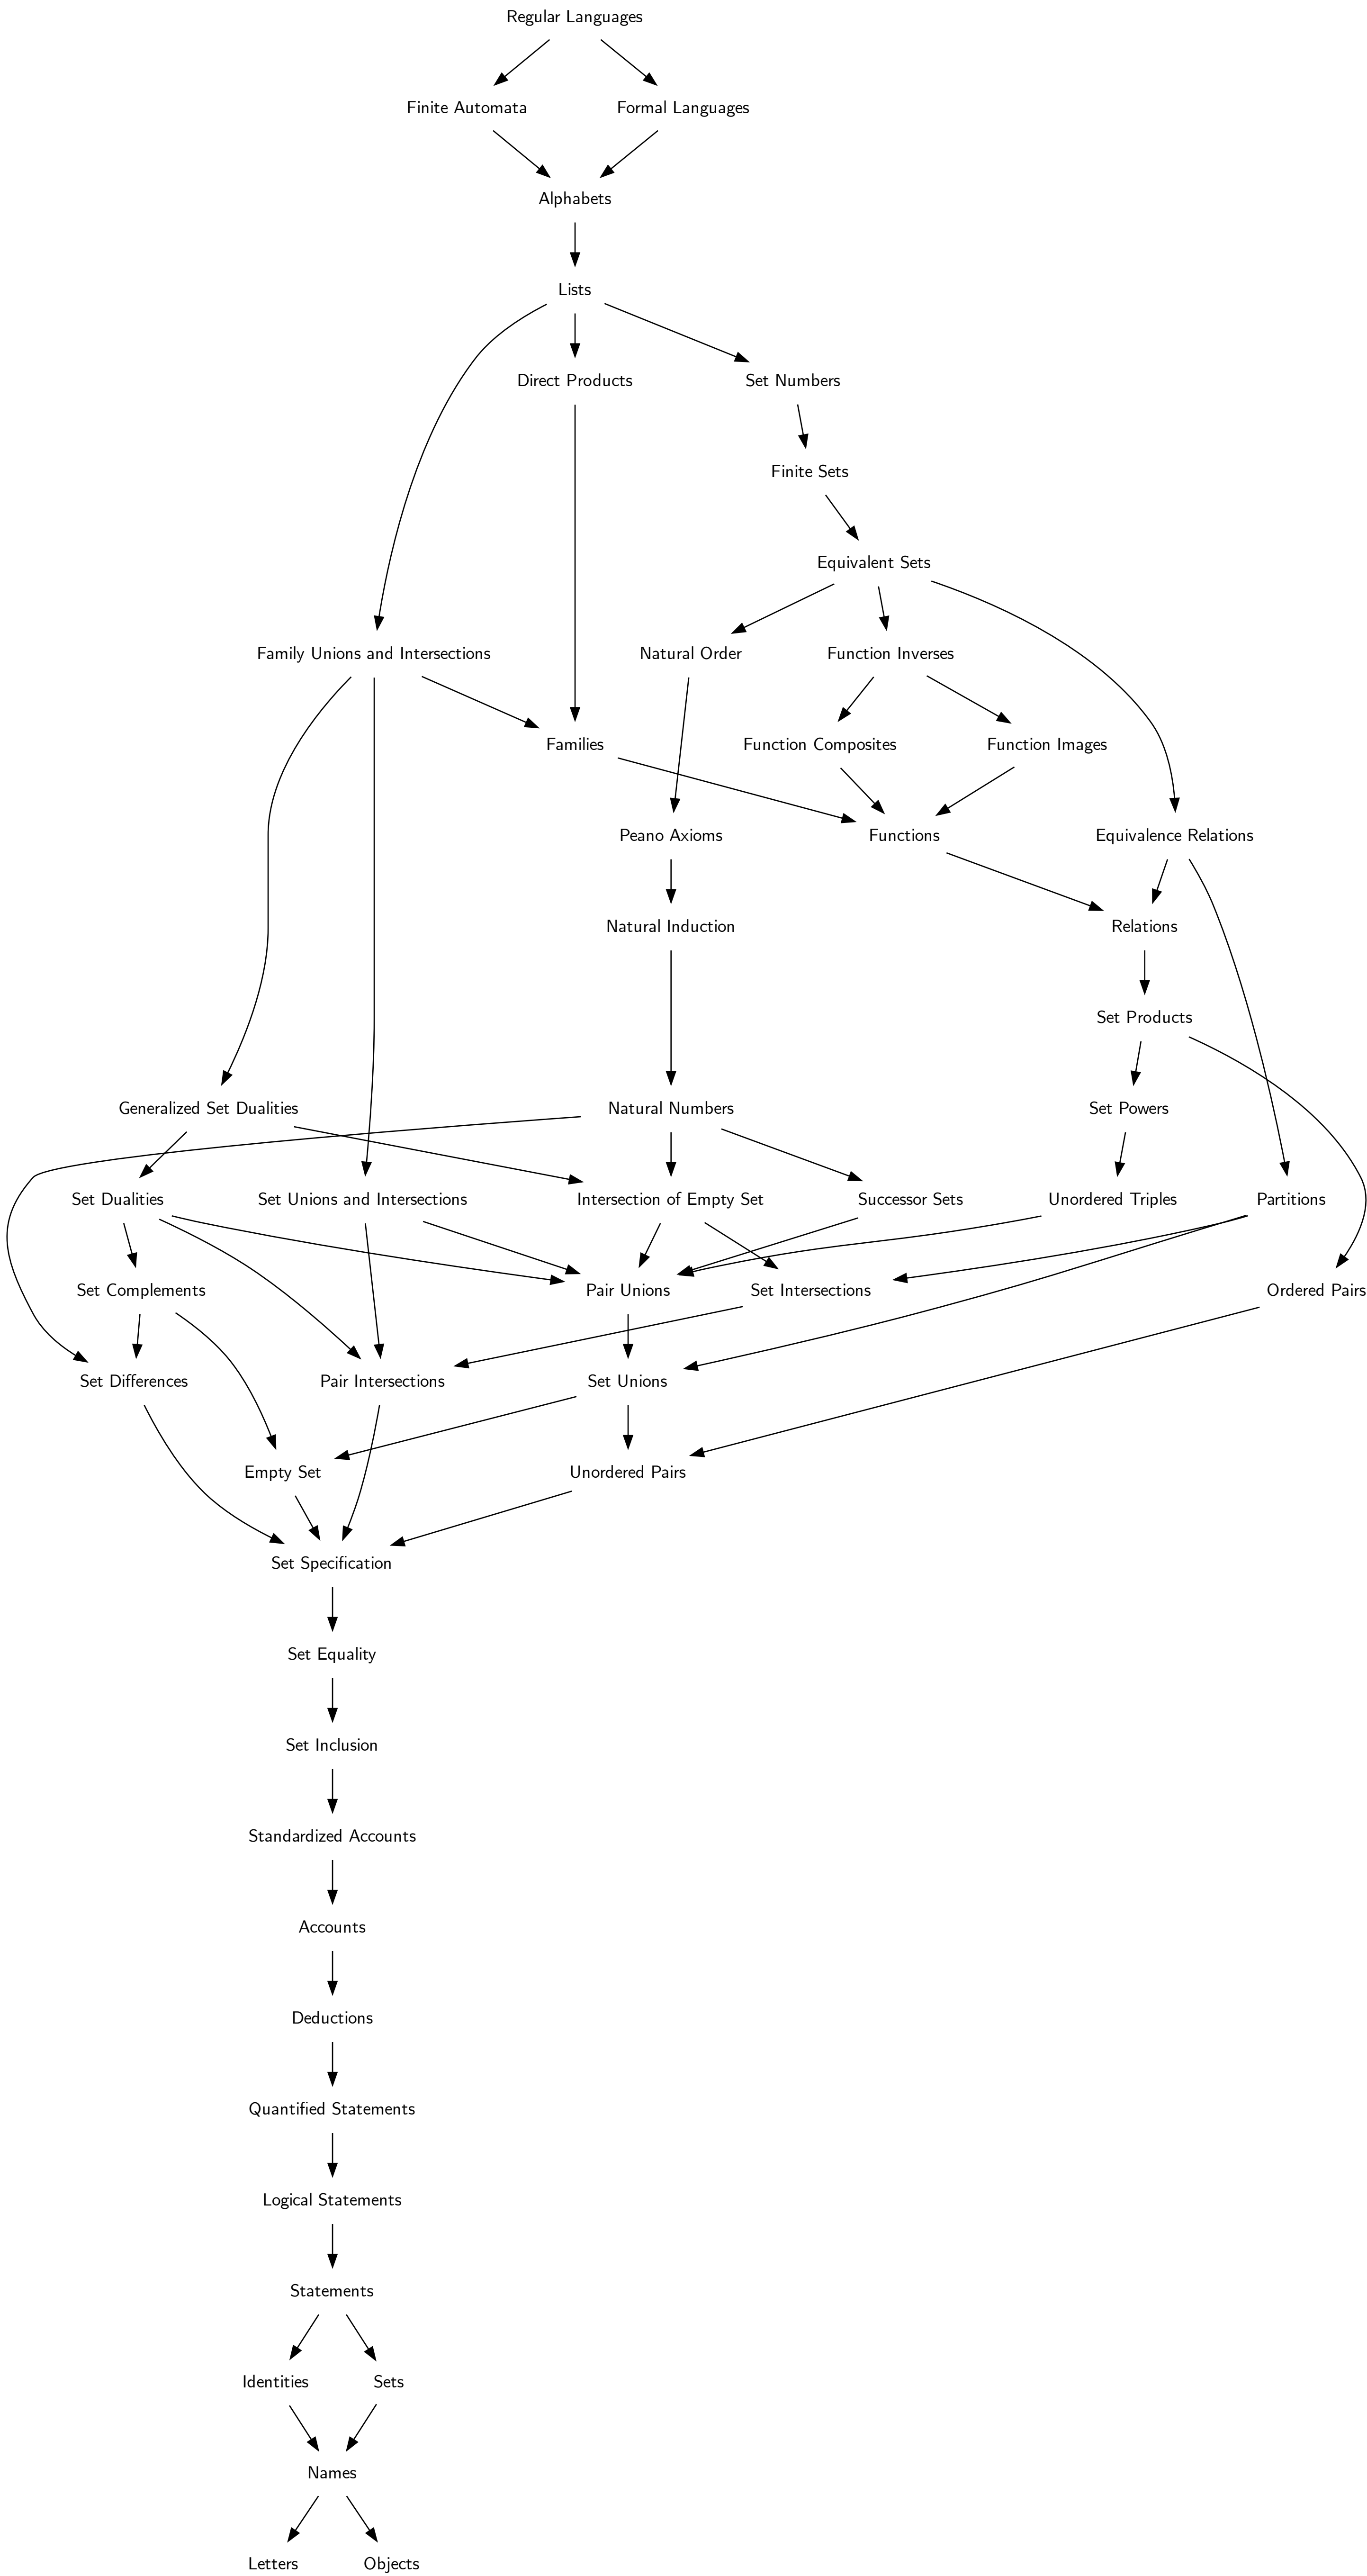 Regular Languages
Finite Automata
Formal Languages
Alphabets
Lists
Direct Products
Set Numbers
Finite Sets
Equivalent Sets
Family Unions and Intersections
Natural Order
Function Inverses
Families
Function Composites
Function Images
Peano Axioms
Functions
Equivalence Relations
Natural Induction
Relations
Set Products
Generalized Set Dualities
Natural Numbers
Set Powers
Set Dualities
Set Unions and Intersections
Intersection of Empty Set
Successor Sets
Unordered Triples
Partitions
Set Complements
Pair Unions
Set Intersections
Ordered Pairs
Set Differences
Pair Intersections
Set Unions
Empty Set
Unordered Pairs
Set Specification
Set Equality
Set Inclusion
Standardized Accounts
Accounts
Deductions
Quantified Statements
Logical Statements
Statements
Identities
Sets
Names
Letters
Objects